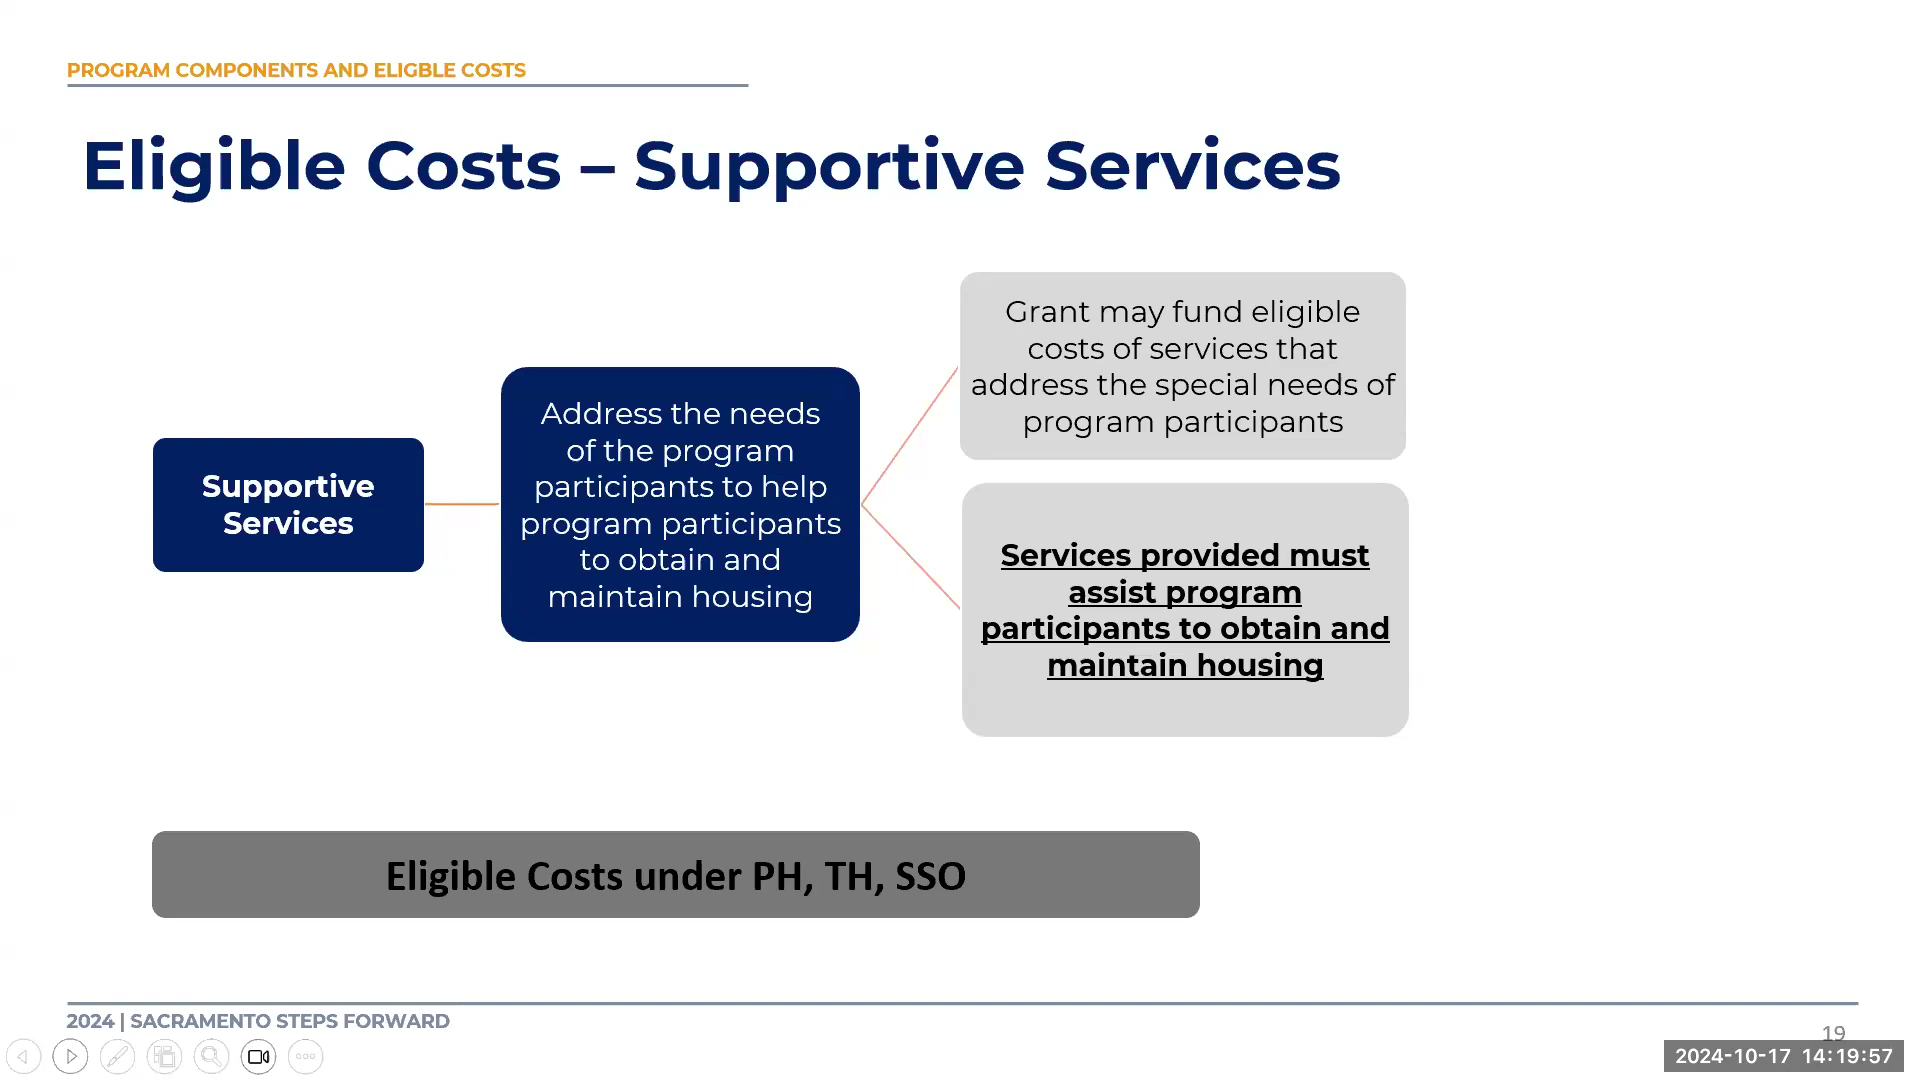 PROGRAM COMPONENTS AND ELIGBLE COSTS
Eligible Costs – Supportive Services
Supportive
Services
Address the needs
of the program
participants to help
program participants
to obtain and
maintain housing
Grant may fund eligible
costs of services that
address the special needs of
program participants
Services provided must
assist program
participants to obtain and
maintain housing
Eligible Costs under PH, TH, SSO
2024 | SACRAMENTO STEPS FORWARD
19
2024-10-17 14:19:57